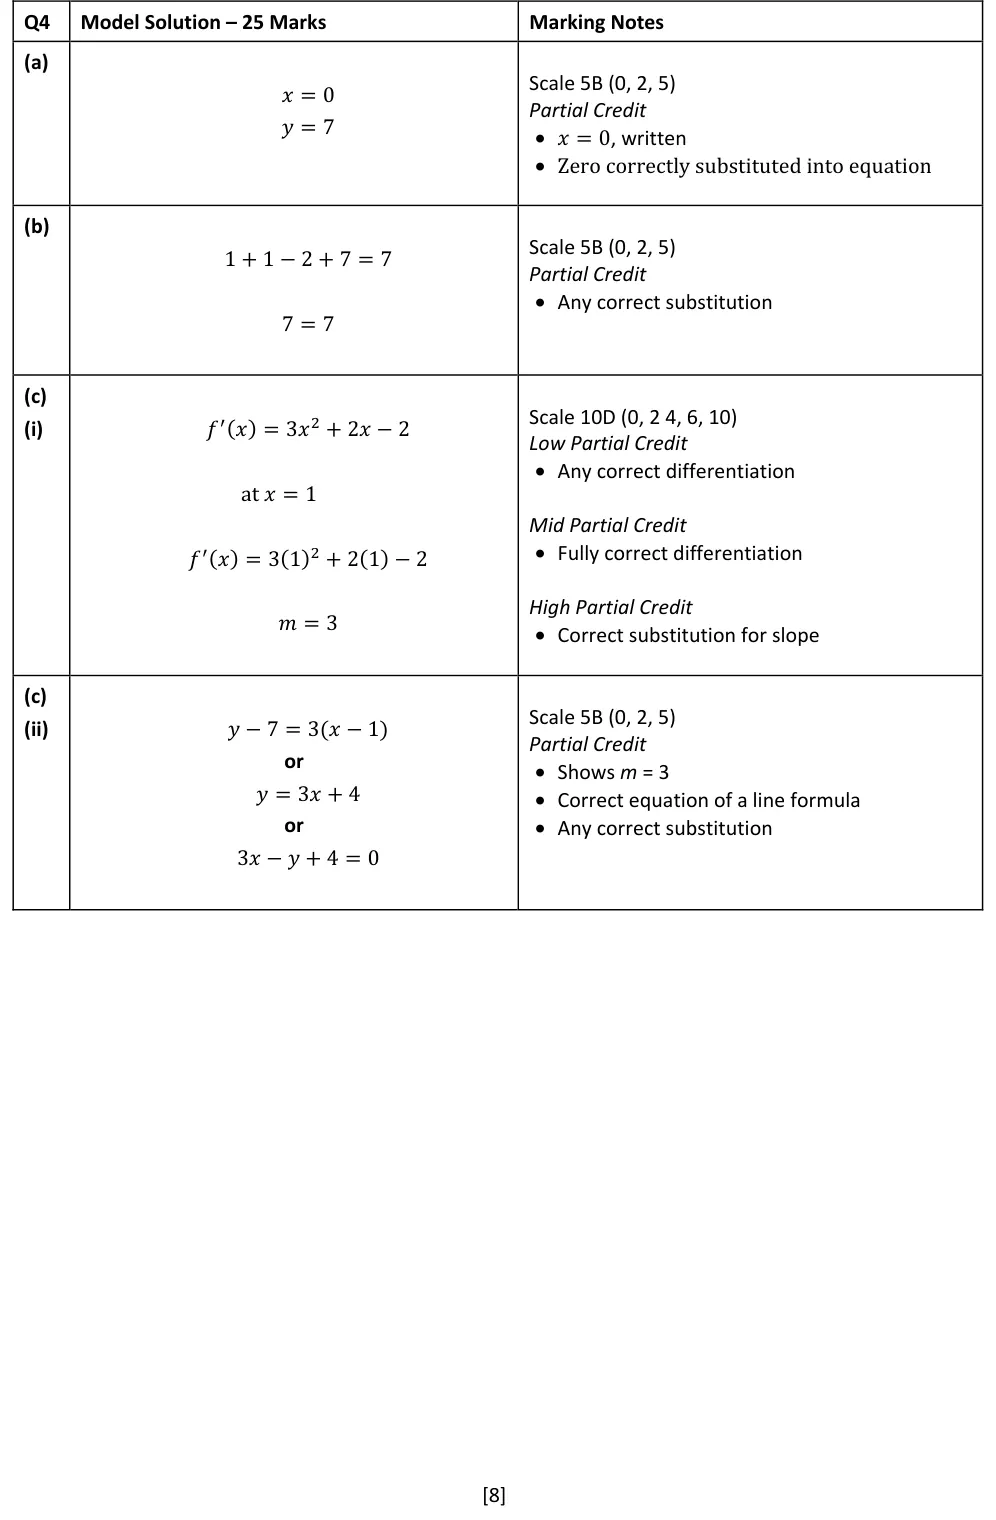 Q4 Model Solution – 25 Marks Marking Notes
(a)
x = 0
y = 7
Scale 5B (0, 2, 5)
Partial Credit
• x = 0, written
• Zero correctly substituted into equation
(b)
1 + 1 − 2 + 7 = 7
7 = 7
Scale 5B (0, 2, 5)
Partial Credit
• Any correct substitution
(c)
(i)
f′(x) = 3x² + 2x − 2
at x = 1
f′(x) = 3(1)² + 2(1) − 2
m = 3
Scale 10D (0, 2 4, 6, 10)
Low Partial Credit
• Any correct differentiation
Mid Partial Credit
• Fully correct differentiation
High Partial Credit
• Correct substitution for slope
(c)
(ii)
y − 7 = 3(x − 1)
or
y = 3x + 4
or
3x − y + 4 = 0
Scale 5B (0, 2, 5)
Partial Credit
• Shows m = 3
• Correct equation of a line formula
• Any correct substitution
[8]